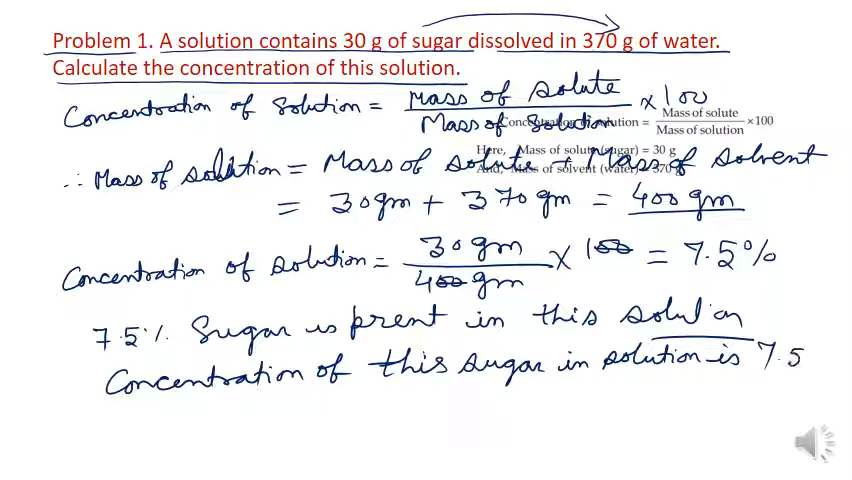 Problem 1. A solution contains 30 g of sugar dissolved in 370 g of water.
Calculate the concentration of this solution.
Concentration of Solution = Mass of Solute / Mass of Solution × 100
Concentration of solution = Mass of solute / Mass of solution × 100
Here, Mass of solute (sugar) = 30 g
And, Mass of solvent (water) = 370 g
∴ Mass of solution = Mass of solute + Mass of solvent
= 30gm + 370 gm = 400 gm
Concentration of solution = 30 gm / 400 gm × 100 = 7.5%
7.5% Sugar is prent in this solution
Concentration of this sugar in solution is 7.5